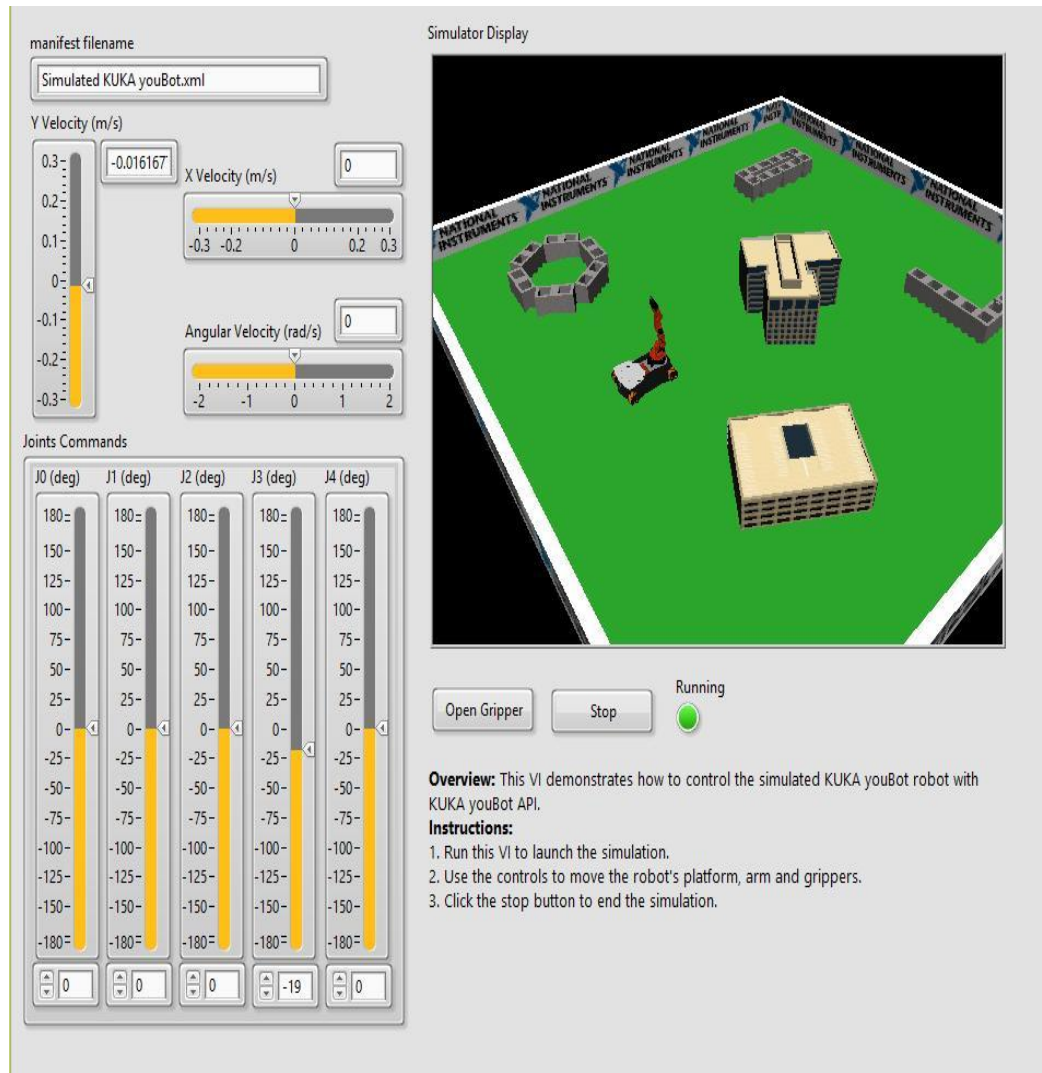 manifest filename
Simulated KUKA youBot.xml
Y Velocity (m/s)
-0.016167
0.3
0.2
0.1
0
-0.1
-0.2
-0.3
X Velocity (m/s)
0
-0.3 -0.2 0 0.2 0.3
Angular Velocity (rad/s)
0
-2 -1 0 1 2
Joints Commands
J0 (deg) J1 (deg) J2 (deg) J3 (deg) J4 (deg)
180 180 180 180 180
150 150 150 150 150
125 125 125 125 125
100 100 100 100 100
75 75 75 75 75
50 50 50 50 50
25 25 25 25 25
0 0 0 0 0
-25 -25 -25 -25 -25
-50 -50 -50 -50 -50
-75 -75 -75 -75 -75
-100 -100 -100 -100 -100
-125 -125 -125 -125 -125
-150 -150 -150 -150 -150
-180 -180 -180 -180 -180
0 0 0 -19 0
Simulator Display
NATIONAL INSTRUMENTS
NATIONAL INSTRUMENTS
NATIONAL INSTRUMENTS
NATIONAL INSTRUMENTS
Open Gripper
Stop
Running
Overview: This VI demonstrates how to control the simulated KUKA youBot robot with
KUKA youBot API.
Instructions:
1. Run this VI to launch the simulation.
2. Use the controls to move the robot's platform, arm and grippers.
3. Click the stop button to end the simulation.